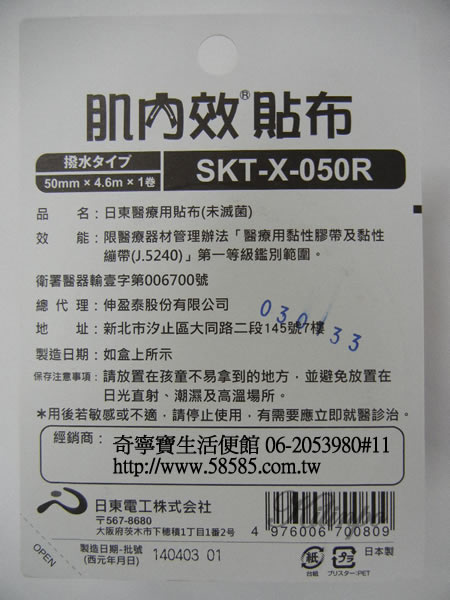 肌內效®貼布
撥水タイプ
50mm × 4.6m × 1巻
SKT-X-050R
品　　名：日東醫療用貼布(未滅菌)
效　　能：限醫療器材管理辦法「醫療用黏性膠帶及黏性
繃帶(J.5240)」第一等級鑑別範圍。
衛署醫器輸壹字第006700號
總 代 理：伸盈泰股份有限公司
地　　址：新北市汐止區大同路二段145號7樓
製造日期：如盒上所示
保存注意事項：請放置在孩童不易拿到的地方，並避免放置在
日光直射、潮濕及高溫場所。
＊用後若敏感或不適，請停止使用，有需要應立即就醫診治。
經銷商：奇寧寶生活便館 06-2053980#11
http://www.58585.com.tw
日東電工株式会社
〒567-8680
大阪府茨木市下穂積1丁目1番2号
4 976006 700809
製造日期-批號
(西元年月日)
140403 01
OPEN
紙
台紙
プラ
ブリスター:PET
日本製